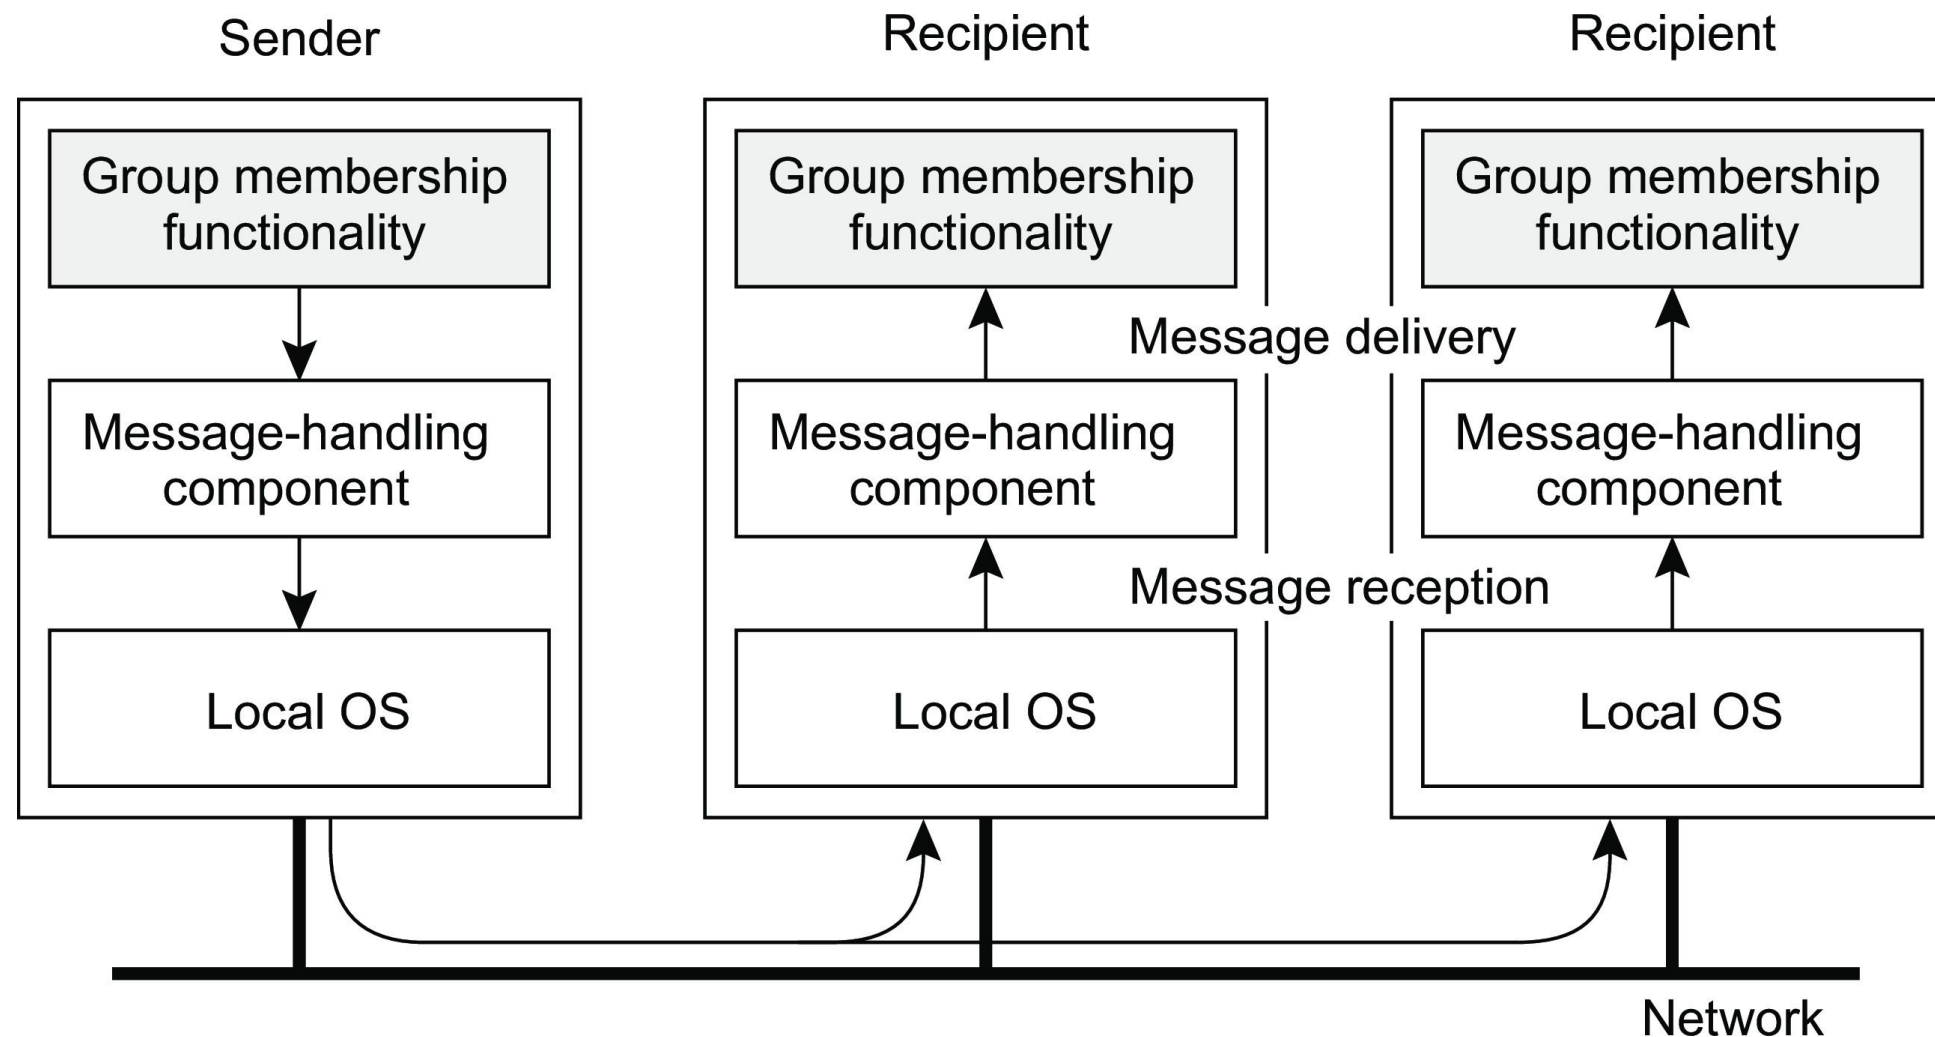 Sender
Recipient
Recipient
Group membership
functionality
Group membership
functionality
Group membership
functionality
Message delivery
Message-handling
component
Message-handling
component
Message-handling
component
Message reception
Local OS
Local OS
Local OS
Network